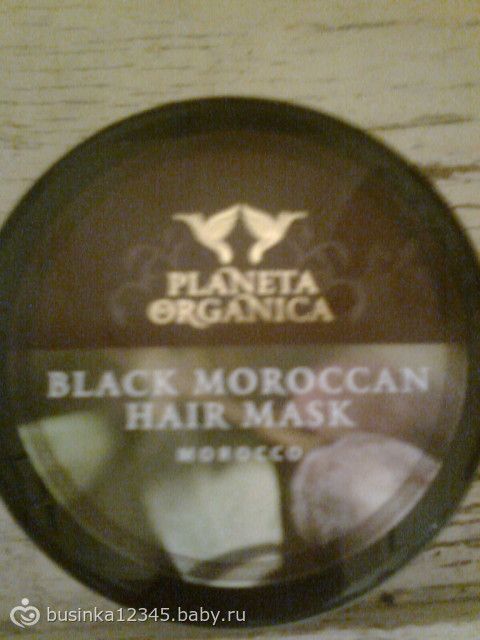 PLANETA
ORGANICA
BLACK MOROCCAN
HAIR MASK
MOROCCO
businka12345.baby.ru